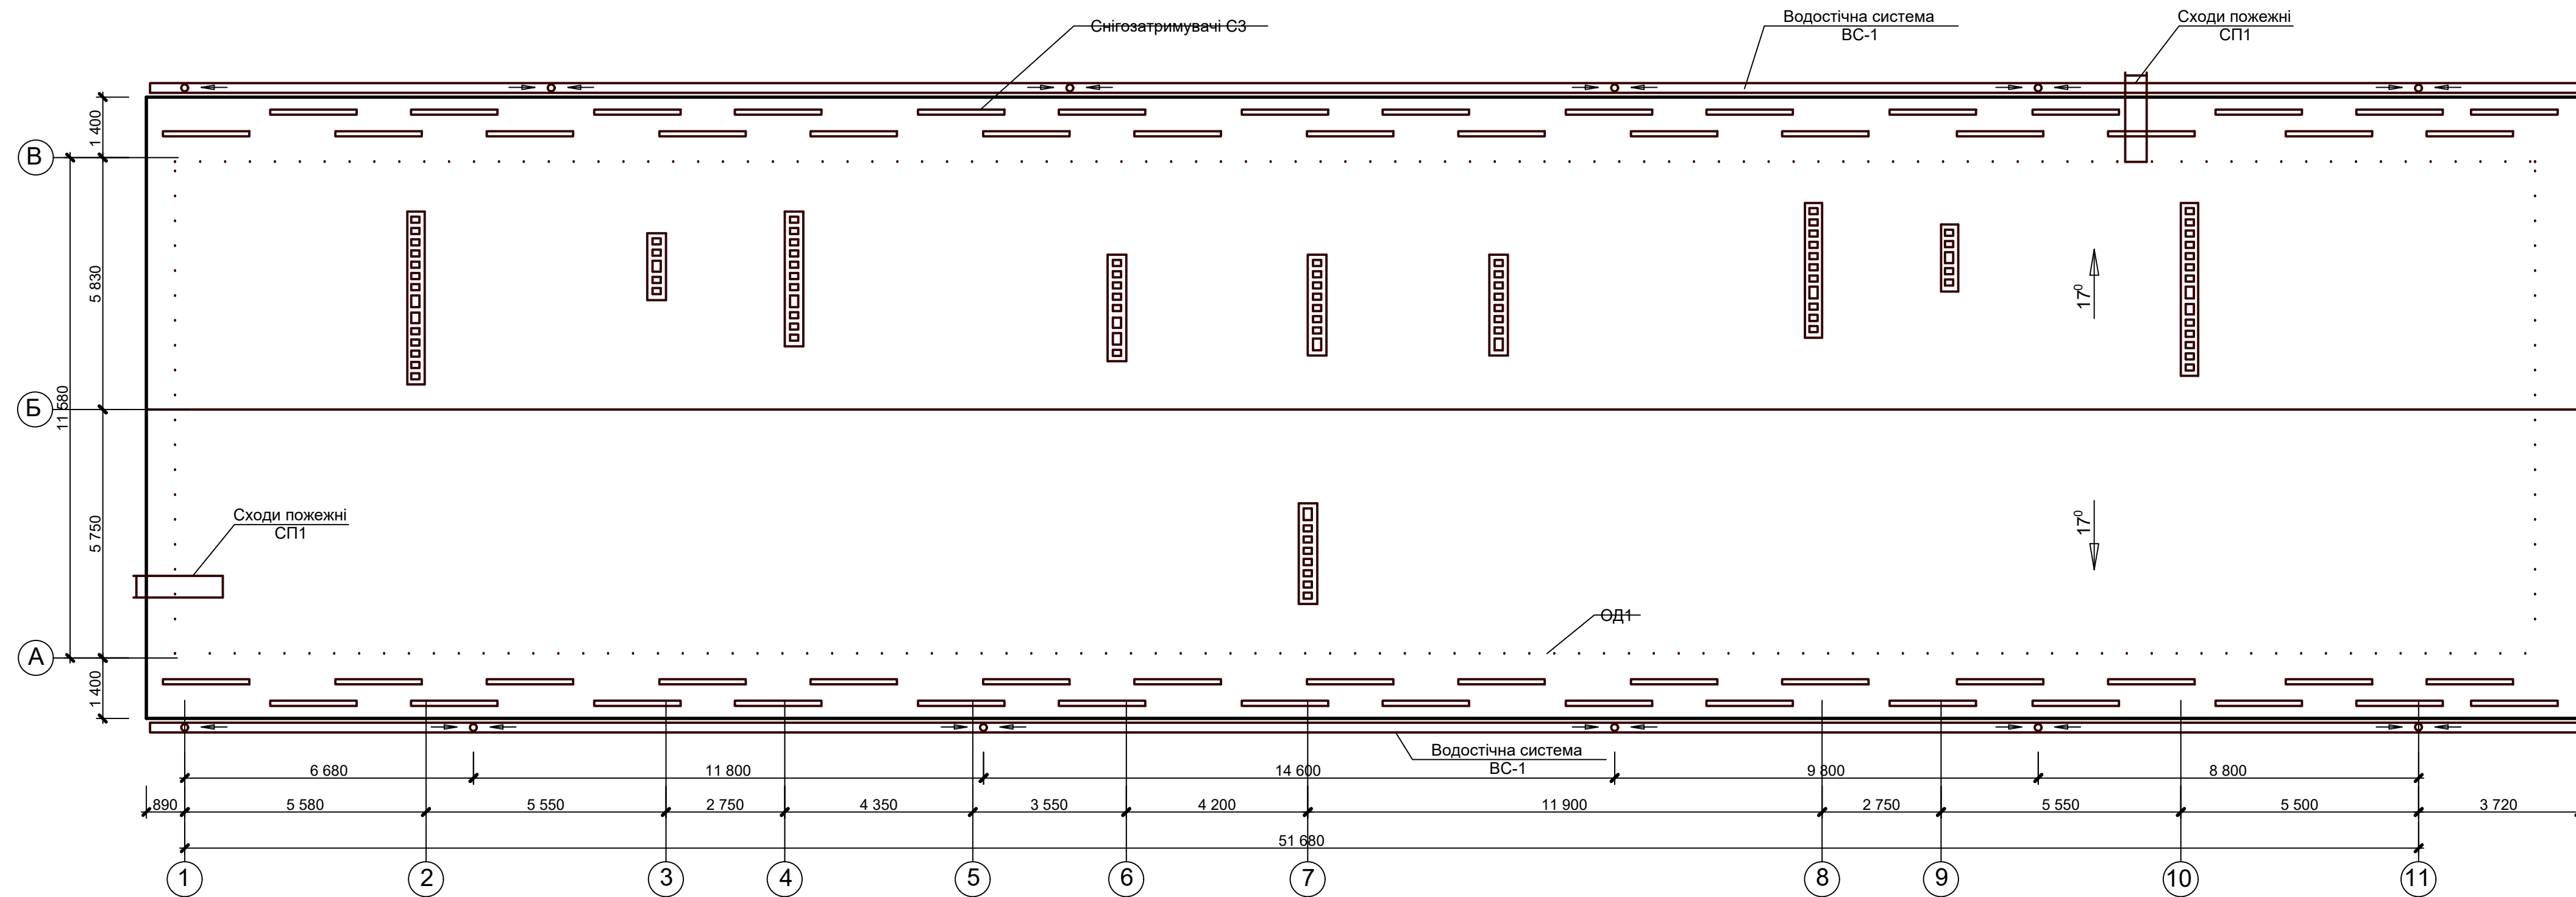 Снігозатримувачі С3
Водостічна система
ВС-1
Сходи пожежні
СП1
1 400
В
5 830
17⁰
11 680
Б
5 750
Сходи пожежні
СП1
17⁰
ОД1
А
1 400
Водостічна система
ВС-1
6 680
11 800
14 600
9 800
8 800
890
5 580
5 550
2 750
4 350
3 550
4 200
11 900
2 750
5 550
5 500
3 720
51 680
1
2
3
4
5
6
7
8
9
10
11